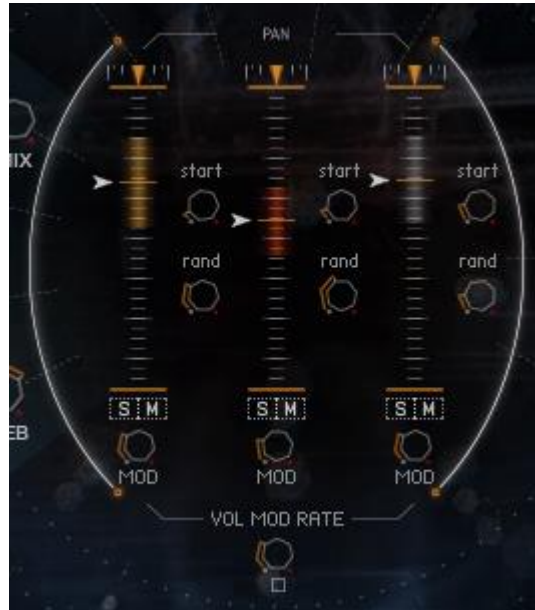 PAN
start
start
start
IX
rand
rand
rand
S M
S M
S M
EB
MOD
MOD
MOD
VOL MOD RATE